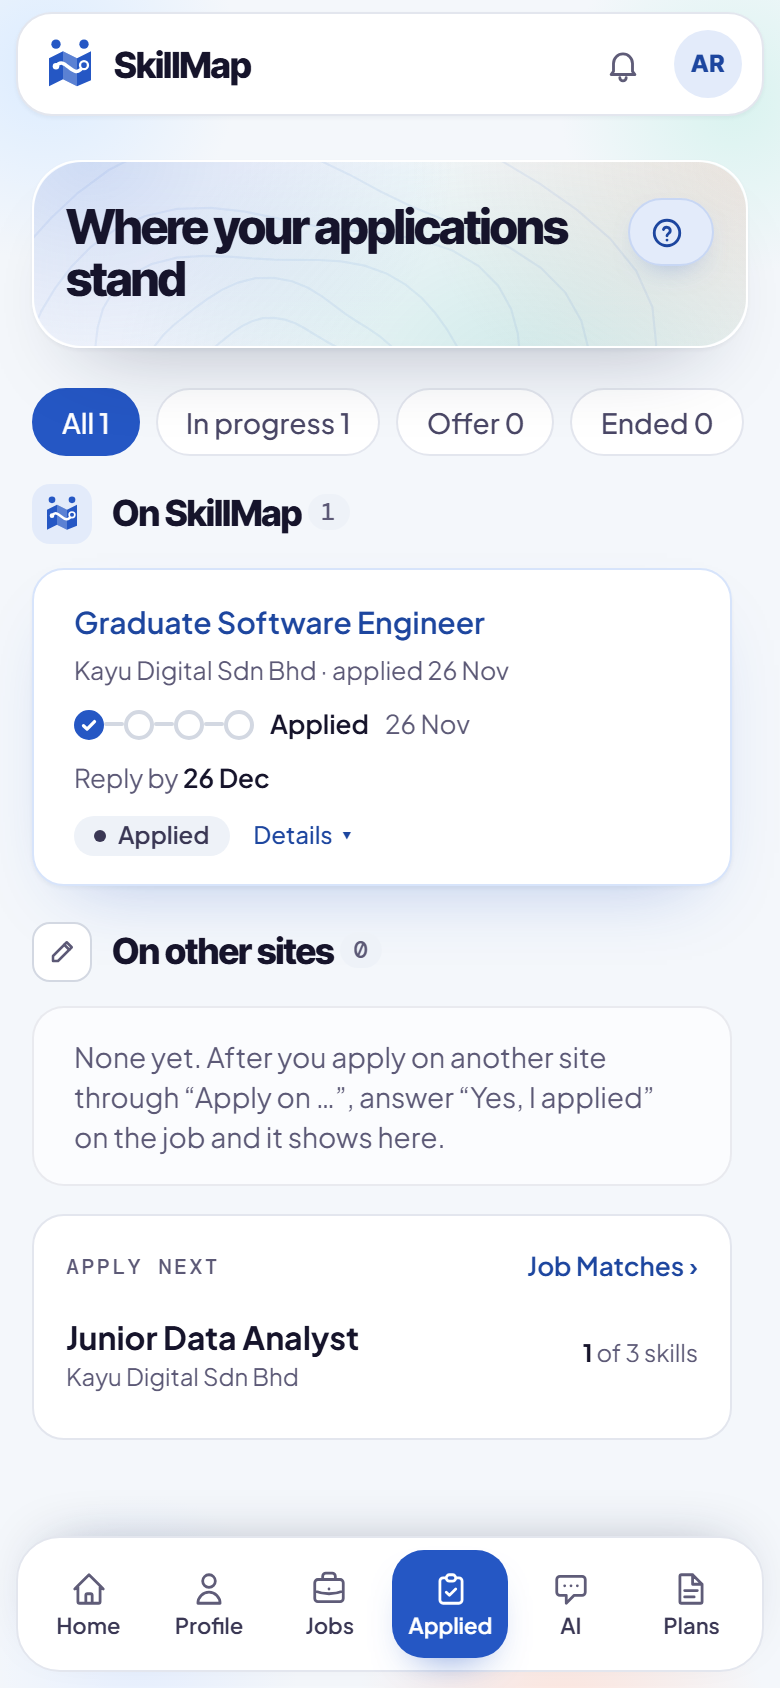 SkillMap
AR
Where your applications
stand
All 1
In progress 1
Offer 0
Ended 0
On SkillMap 1
Graduate Software Engineer
Kayu Digital Sdn Bhd · applied 26 Nov
Applied 26 Nov
Reply by 26 Dec
Applied
Details
On other sites 0
None yet. After you apply on another site
through “Apply on ...”, answer “Yes, I applied”
on the job and it shows here.
APPLY NEXT
Job Matches ›
Junior Data Analyst
1 of 3 skills
Kayu Digital Sdn Bhd
Home
Profile
Jobs
Applied
AI
Plans